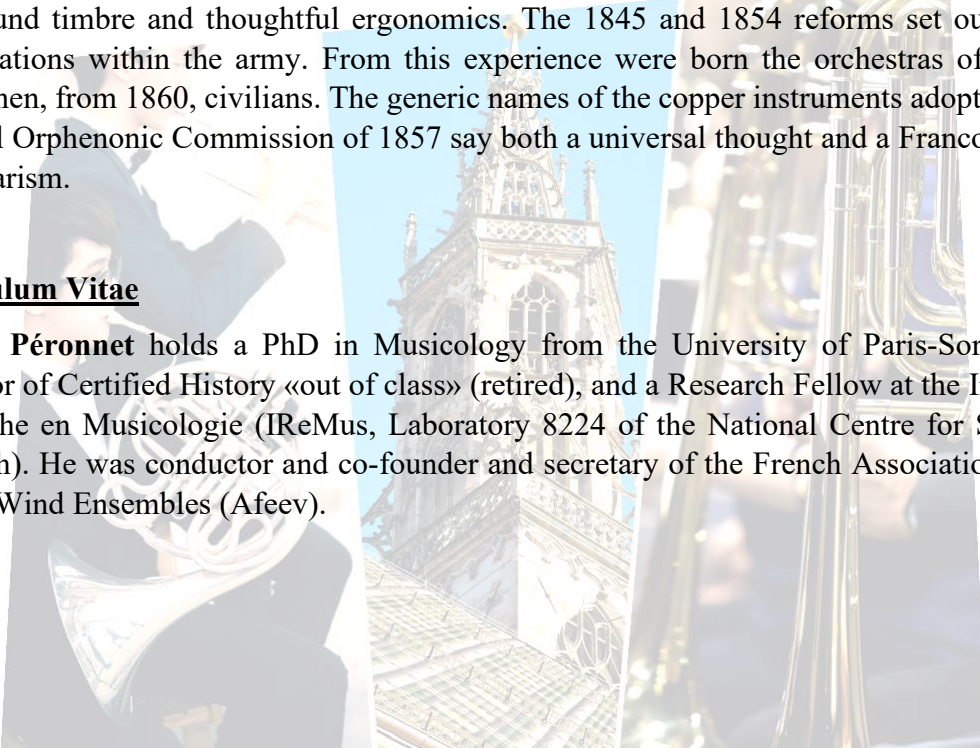 und timbre and thoughtful ergonomics. The 1845 and 1854 reforms set ou
ations within the army. From this experience were born the orchestras of
hen, from 1860, civilians. The generic names of the copper instruments adopt
l Orphenonic Commission of 1857 say both a universal thought and a Franco
arism.
ulum Vitae
Péronnet holds a PhD in Musicology from the University of Paris-Sor
or of Certified History «out of class» (retired), and a Research Fellow at the I
he en Musicologie (IReMus, Laboratory 8224 of the National Centre for S
h). He was conductor and co-founder and secretary of the French Associatio
Wind Ensembles (Afeev).